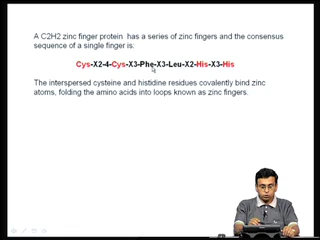 A C2H2 zinc finger protein has a series of zinc fingers and the consensus
sequence of a single finger is:
Cys-X2-4-Cys-X3-Phe-X3-Leu-X2-His-X3-His
The interspersed cysteine and histidine residues covalently bind zinc
atoms, folding the amino acids into loops known as zinc fingers.